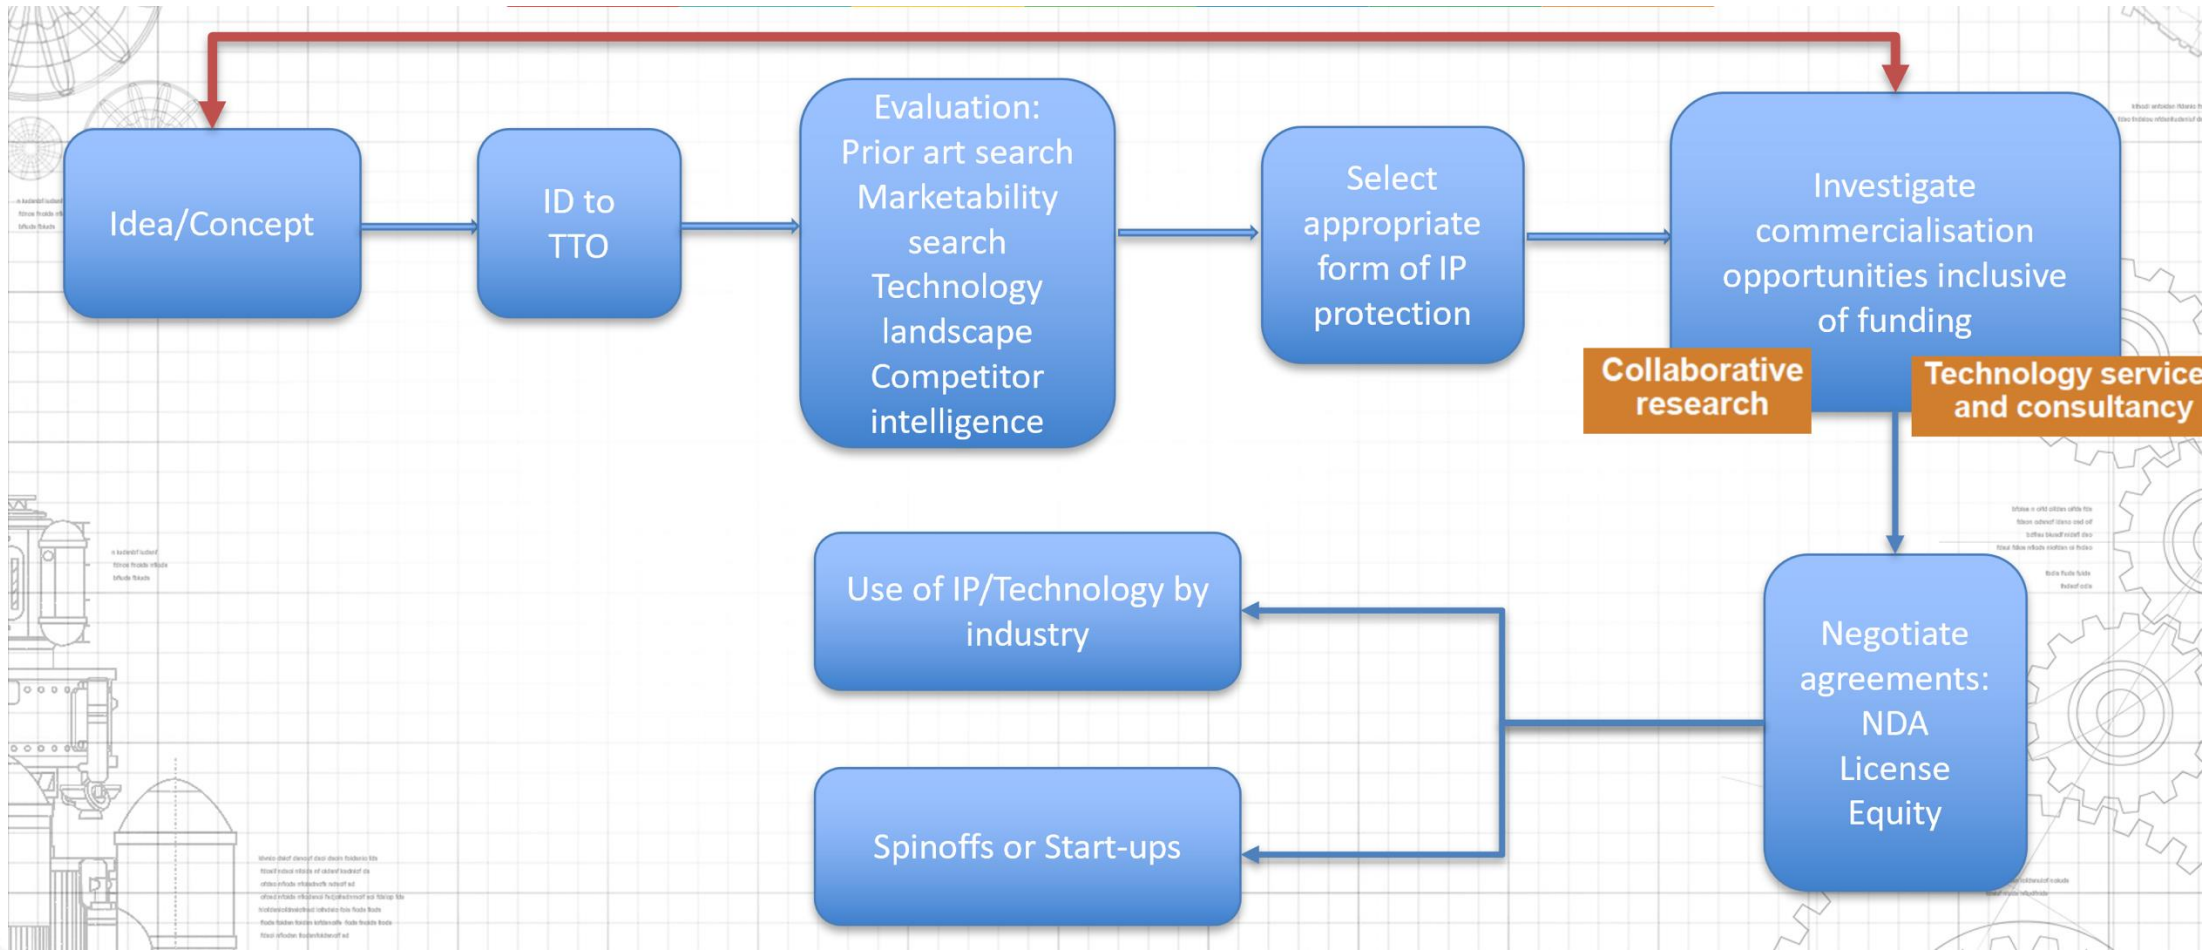 Idea/Concept
ID to
TTO
Evaluation:
Prior art search
Marketability
search
Technology
landscape
Competitor
intelligence
Select
appropriate
form of IP
protection
Investigate
commercialisation
opportunities inclusive
of funding
Collaborative
research
Technology service
and consultancy
Use of IP/Technology by
industry
Negotiate
agreements:
NDA
License
Equity
Spinoffs or Start-ups